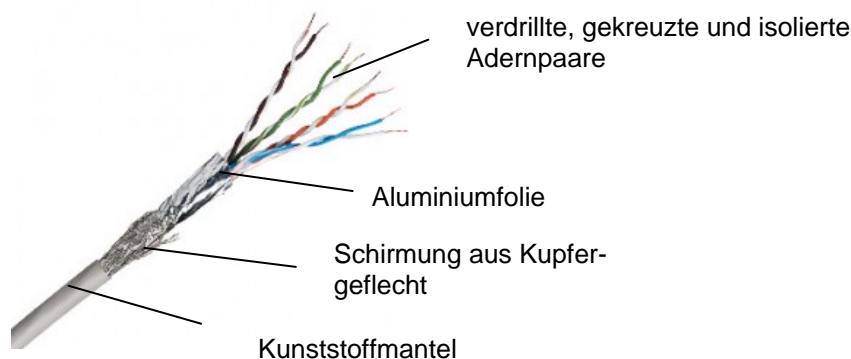 verdrillte, gekreuzte und isolierte
Adernpaare
Aluminiumfolie
Schirmung aus Kupfer-
geflecht
Kunststoffmantel